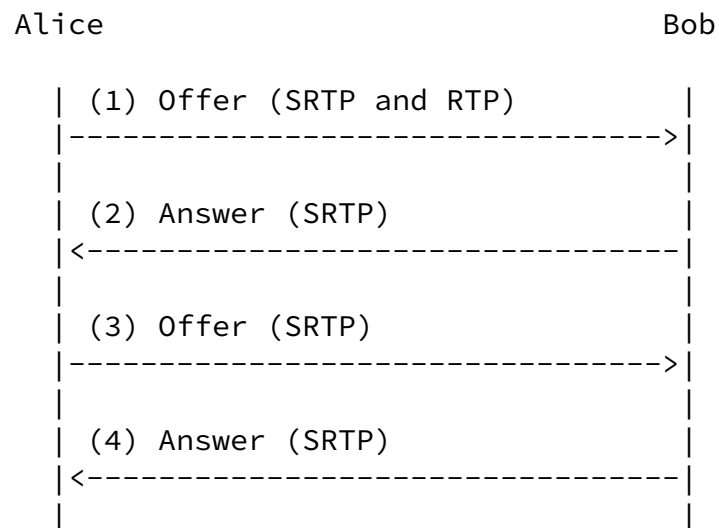 Alice Bob
| (1) Offer (SRTP and RTP) |
|--------------------------------->|
| |
| (2) Answer (SRTP) |
|<---------------------------------|
| |
| (3) Offer (SRTP) |
|--------------------------------->|
| |
| (4) Answer (SRTP) |
|<---------------------------------|
| |